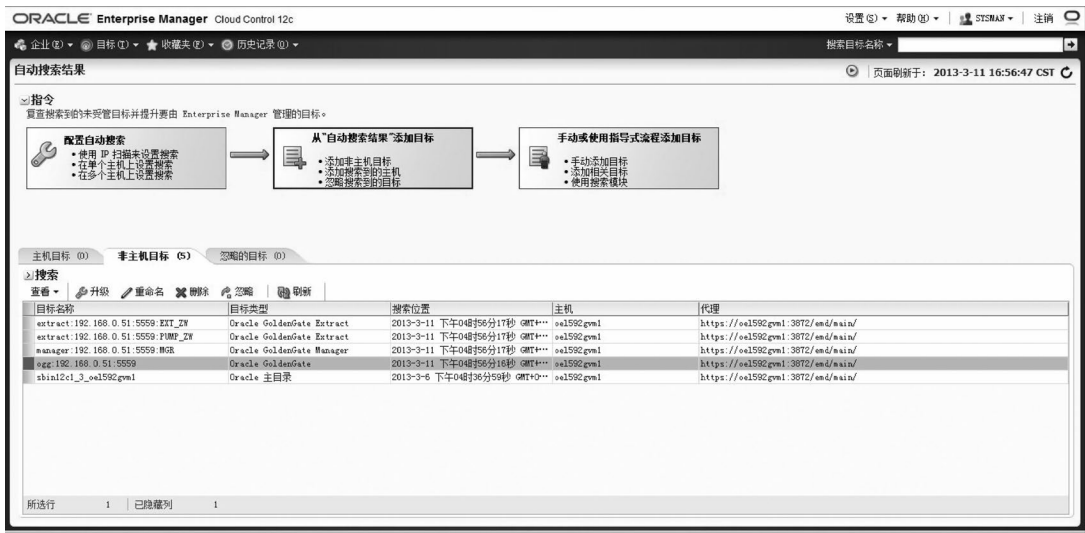 ORACLE Enterprise Manager Cloud Control 12c
设置(S) 帮助(H) SYSMAN 注销
企业(E) 目标(T) 收藏夹(F) 历史记录(O) 搜索目标名称
自动搜索结果 页面刷新于: 2013-3-11 16:56:47 CST
指令
复查搜索到的未受管目标并提升要由 Enterprise Manager 管理的目标。
配置自动搜索
•使用 IP 扫描来设置搜索
•在单个主机上设置搜索
•在多个主机上设置搜索
从"自动搜索结果"添加目标
•添加非主机目标
•添加搜索到的主机
•忽略搜索到的目标
手动或使用指导式流程添加目标
•手动添加目标
•添加相关目标
•使用搜索模块
主机目标 (0) 非主机目标 (5) 忽略的目标 (0)
搜索
查看 升级 重命名 删除 忽略 刷新
目标名称 目标类型 搜索位置 主机 代理
extract:192.168.0.51:5559:EXT_ZW Oracle GoldenGate Extract 2013-3-11 下午04时56分17秒 GMT+... oel592gvm1 https://oel592gvm1:3872/emd/main/
extract:192.168.0.51:5559:PUMP_ZW Oracle GoldenGate Extract 2013-3-11 下午04时56分17秒 GMT+... oel592gvm1 https://oel592gvm1:3872/emd/main/
manager:192.168.0.51:5559:MGR Oracle GoldenGate Manager 2013-3-11 下午04时56分17秒 GMT+... oel592gvm1 https://oel592gvm1:3872/emd/main/
ogg:192.168.0.51:5559 Oracle GoldenGate 2013-3-11 下午04时56分16秒 GMT+... oel592gvm1 https://oel592gvm1:3872/emd/main/
sbin12c1_3_oel592gvm1 Oracle 主目录 2013-3-6 下午04时36分59秒 GMT+0... oel592gvm1 https://oel592gvm1:3872/emd/main/
所选行 1 已隐藏列 1